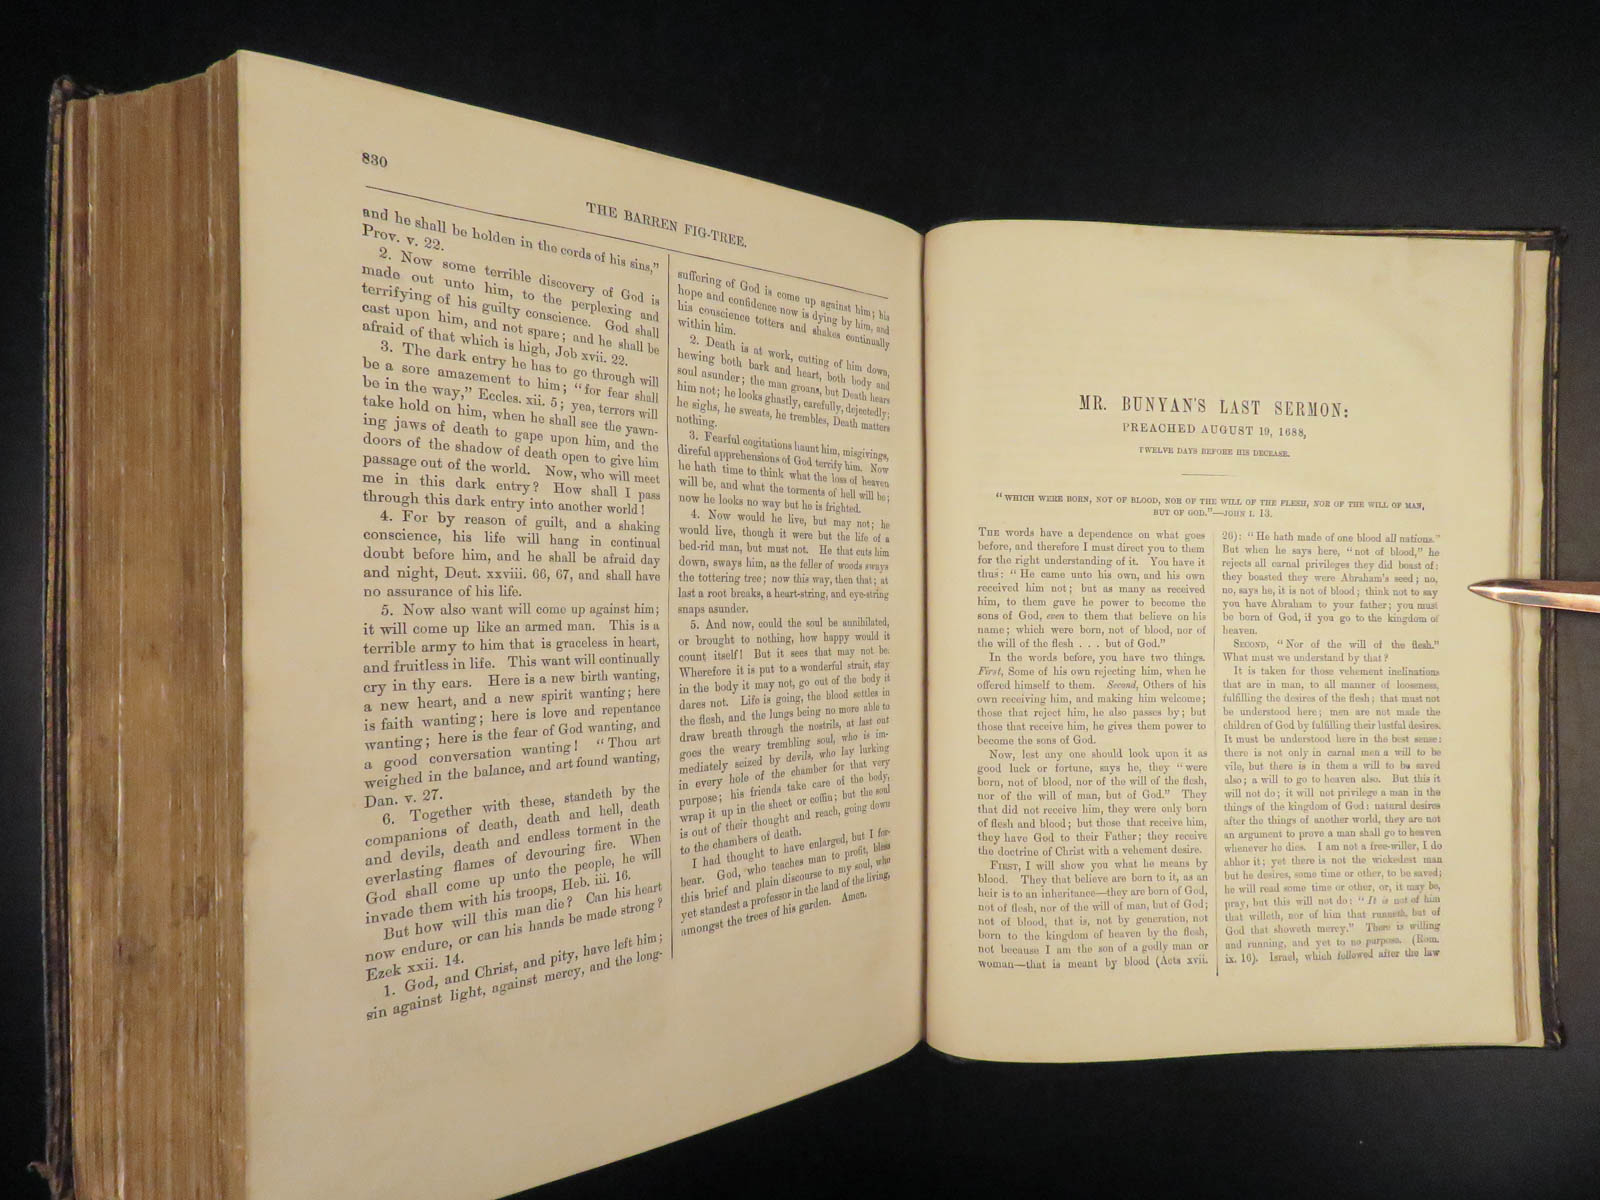 830
THE BARREN FIG-TREE.
and he shall be holden in the cords of his sins,"
Prov. v. 22.
2. Now some terrible discovery of God is
made out unto him, to the perplexing and
terrifying of his guilty conscience. God shall
cast upon him, and not spare; and he shall be
afraid of that which is high, Job xvii. 22.
3. The dark entry he has to go through will
be a sore amazement to him; "for fear shall
be in the way," Eccles. xii. 5; yea, terrors will
take hold on him, when he shall see the yawn-
ing jaws of death to gape upon him, and the
doors of the shadow of death open to give him
passage out of the world. Now, who will meet
me in this dark entry? How shall I pass
through this dark entry into another world!
4. For by reason of guilt, and a shaking
conscience, his life will hang in continual
doubt before him, and he shall be afraid day
and night, Deut. xxviii. 66, 67, and shall have
no assurance of his life.
5. Now also want will come up against him;
it will come up like an armed man. This is a
terrible army to him that is graceless in heart,
and fruitless in life. This want will continually
cry in thy ears. Here is a new birth wanting,
a new heart, and a new spirit wanting; here
is faith wanting; here is love and repentance
wanting; here is the fear of God wanting, and
a good conversation wanting! "Thou art
weighed in the balance, and art found wanting,
Dan. v. 27.
6. Together with these, standeth by the
companions of death, death and hell, death
and devils, death and endless torment in the
everlasting flames of devouring fire. When
God shall come up unto the people, he will
invade them with his troops, Heb. iii. 16.
But how will this man die? Can his heart
now endure, or can his hands be made strong?
Ezek xxii. 14.
1. God, and Christ, and pity, have left him;
sin against light, against mercy, and the long-
suffering of God is come up against him; his
hope and confidence now is dying by him, and
his conscience totters and shakes continually
within him.
2. Death is at work, cutting of him down,
hewing both bark and heart, both body and
soul asunder; the man groans, but Death hears
him not; he looks ghastly, carefully, dejectedly;
he sighs, he sweats, he trembles, Death matters
nothing.
3. Fearful cogitations haunt him, misgivings,
direful apprehensions of God terrify him. Now
he hath time to think what the loss of heaven
will be, and what the torments of hell will be;
now he looks no way but he is frighted.
4. Now would he live, but may not; he
would live, though it were but the life of a
bed-rid man, but must not. He that cuts him
down, sways him, as the feller of woods sways
the tottering tree; now this way, then that; at
last a root breaks, a heart-string, and eye-string
snaps asunder.
5. And now, could the soul be annihilated,
or brought to nothing, how happy would it
count itself! But it sees that may not be.
Wherefore it is put to a wonderful strait, stay
in the body it may not, go out of the body it
dares not. Life is going, the blood settles in
the flesh, and the lungs being no more able to
draw breath through the nostrils, at last out
goes the weary trembling soul, who is im-
mediately seized by devils, who lay lurking
in every hole of the chamber for that very
purpose; his friends take care of the body,
wrap it up in the sheet or coffin; but the soul
is out of their thought and reach, going down
to the chambers of death.
I had thought to have enlarged, but I for-
bear. God, who teaches man to profit, bless
this brief and plain discourse to my soul, who
yet standest a professor in the land of the living,
amongst the trees of his garden. Amen.
MR. BUNYAN'S LAST SERMON:
PREACHED AUGUST 19, 1688,
TWELVE DAYS BEFORE HIS DECEASE.
"WHICH WERE BORN, NOT OF BLOOD, NOR OF THE WILL OF THE FLESH, NOR OF THE WILL OF MAN,
BUT OF GOD."—JOHN I. 13.
THE words have a dependence on what goes
before, and therefore I must direct you to them
for the right understanding of it. You have it
thus: "He came unto his own, and his own
received him not; but as many as received
him, to them gave he power to become the
sons of God, even to them that believe on his
name; which were born, not of blood, nor of
the will of the flesh . . . but of God."
In the words before, you have two things.
First, Some of his own rejecting him, when he
offered himself to them. Second, Others of his
own receiving him, and making him welcome;
those that reject him, he also passes by; but
those that receive him, he gives them power to
become the sons of God.
Now, lest any one should look upon it as
good luck or fortune, says he, they "were
born, not of blood, nor of the will of the flesh,
nor of the will of man, but of God." They
that did not receive him, they were only born
of flesh and blood; but those that receive him,
they have God to their Father; they receive
the doctrine of Christ with a vehement desire.
FIRST, I will show you what he means by
blood. They that believe are born to it, as an
heir is to an inheritance—they are born of God,
not of flesh, nor of the will of man, but of God;
not of blood, that is, not by generation, not
born to the kingdom of heaven by the flesh,
not because I am the son of a godly man or
woman—that is meant by blood (Acts xvii.
26): "He hath made of one blood all nations."
But when he says here, "not of blood," he
rejects all carnal privileges they did boast of:
they boasted they were Abraham's seed; no,
no, says he, it is not of blood; think not to say
you have Abraham to your father; you must
be born of God, if you go to the kingdom of
heaven.
SECOND, "Nor of the will of the flesh."
What must we understand by that?
It is taken for those vehement inclinations
that are in man, to all manner of looseness,
fulfilling the desires of the flesh; that must not
be understood here; men are not made the
children of God by fulfilling their lustful desires.
It must be understood here in the best sense:
there is not only in carnal men a will to be
vile, but there is in them a will to be saved
also; a will to go to heaven also. But this it
will not do; it will not privilege a man in the
things of the kingdom of God: natural desires
after the things of another world, they are not
an argument to prove a man shall go to heaven
whenever he dies. I am not a free-willer, I do
abhor it; yet there is not the wickedest man
but he desires, some time or other, to be saved;
he will read some time or other, or, it may be,
pray, but this will not do: "It is not of him
that willeth, nor of him that runneth, but of
God that showeth mercy." There is willing
and running, and yet to no purpose. (Rom.
ix. 16). Israel, which followed after the law